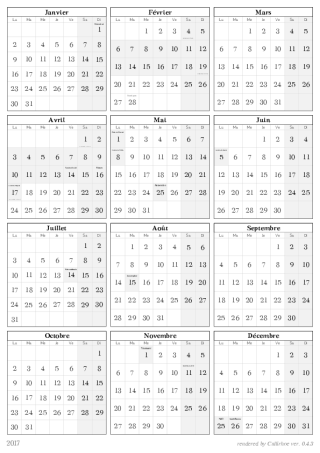 Janvier
Lu Ma Me Je Ve Sa Di
1
2 3 4 5 6 7 8
9 10 11 12 13 14 15
16 17 18 19 20 21 22
23 24 25 26 27 28 29
30 31
Février
Lu Ma Me Je Ve Sa Di
1 2 3 4 5
6 7 8 9 10 11 12
13 14 15 16 17 18 19
20 21 22 23 24 25 26
27 28
Mars
Lu Ma Me Je Ve Sa Di
1 2 3 4 5
6 7 8 9 10 11 12
13 14 15 16 17 18 19
20 21 22 23 24 25 26
27 28 29 30 31
Avril
Lu Ma Me Je Ve Sa Di
1 2
3 4 5 6 7 8 9
10 11 12 13 14 15 16
17 18 19 20 21 22 23
24 25 26 27 28 29 30
Mai
Lu Ma Me Je Ve Sa Di
1 2 3 4 5 6 7
8 9 10 11 12 13 14
15 16 17 18 19 20 21
22 23 24 25 26 27 28
29 30 31
Juin
Lu Ma Me Je Ve Sa Di
1 2 3 4
5 6 7 8 9 10 11
12 13 14 15 16 17 18
19 20 21 22 23 24 25
26 27 28 29 30
Juillet
Lu Ma Me Je Ve Sa Di
1 2
3 4 5 6 7 8 9
10 11 12 13 14 15 16
17 18 19 20 21 22 23
24 25 26 27 28 29 30
31
Août
Lu Ma Me Je Ve Sa Di
1 2 3 4 5 6
7 8 9 10 11 12 13
14 15 16 17 18 19 20
21 22 23 24 25 26 27
28 29 30 31
Septembre
Lu Ma Me Je Ve Sa Di
1 2 3
4 5 6 7 8 9 10
11 12 13 14 15 16 17
18 19 20 21 22 23 24
25 26 27 28 29 30
Octobre
Lu Ma Me Je Ve Sa Di
1
2 3 4 5 6 7 8
9 10 11 12 13 14 15
16 17 18 19 20 21 22
23 24 25 26 27 28 29
30 31
Novembre
Lu Ma Me Je Ve Sa Di
1 2 3 4 5
6 7 8 9 10 11 12
13 14 15 16 17 18 19
20 21 22 23 24 25 26
27 28 29 30
Décembre
Lu Ma Me Je Ve Sa Di
1 2 3
4 5 6 7 8 9 10
11 12 13 14 15 16 17
18 19 20 21 22 23 24
25 26 27 28 29 30 31
2017
rendered by ver. 0.4.3